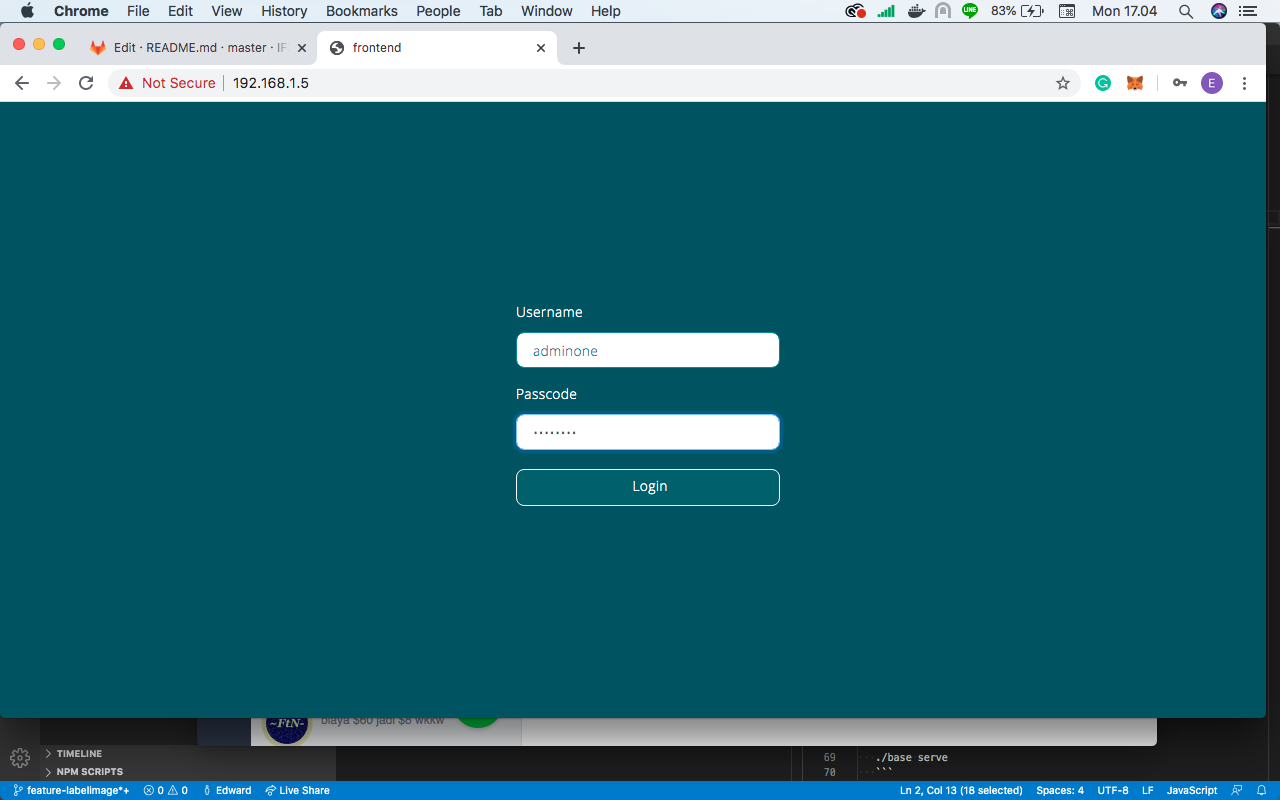 Chrome File Edit View History Bookmarks People Tab Window Help LINE 83% Mon 17.04
Edit · README.md · master · IF
frontend
Not Secure 192.168.1.5 G E
Username
adminone
Passcode
········
Login
~FtN-
biaya $60 jadi $8 wkkw
TIMELINE
NPM SCRIPTS
69 ./base serve
70 ```
feature-labelimage*+ 0 0 Edward Live Share Ln 2, Col 13 (18 selected) Spaces: 4 UTF-8 LF JavaScript